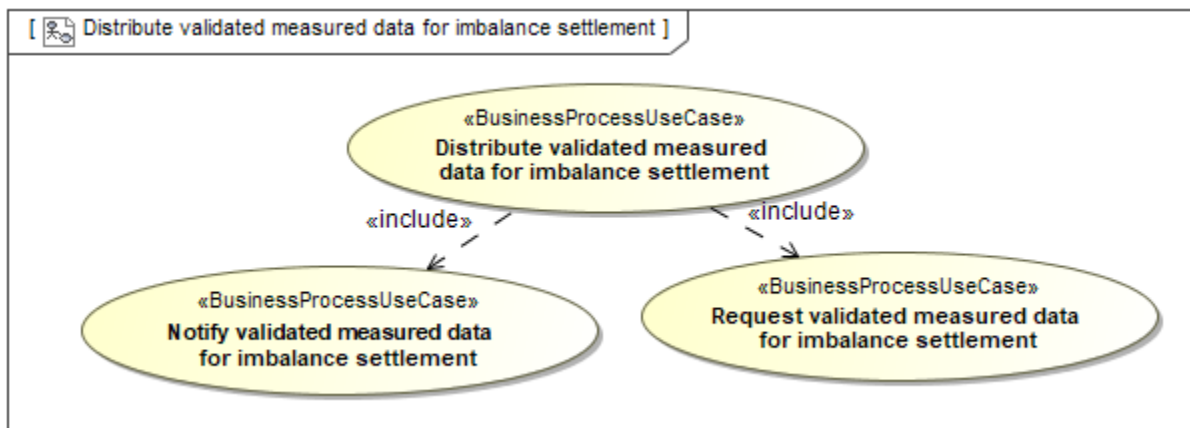 [ Distribute validated measured data for imbalance settlement ]
«BusinessProcessUseCase»
Distribute validated measured
data for imbalance settlement
«include»
«include»
«BusinessProcessUseCase»
Notify validated measured data
for imbalance settlement
«BusinessProcessUseCase»
Request validated measured data
for imbalance settlement